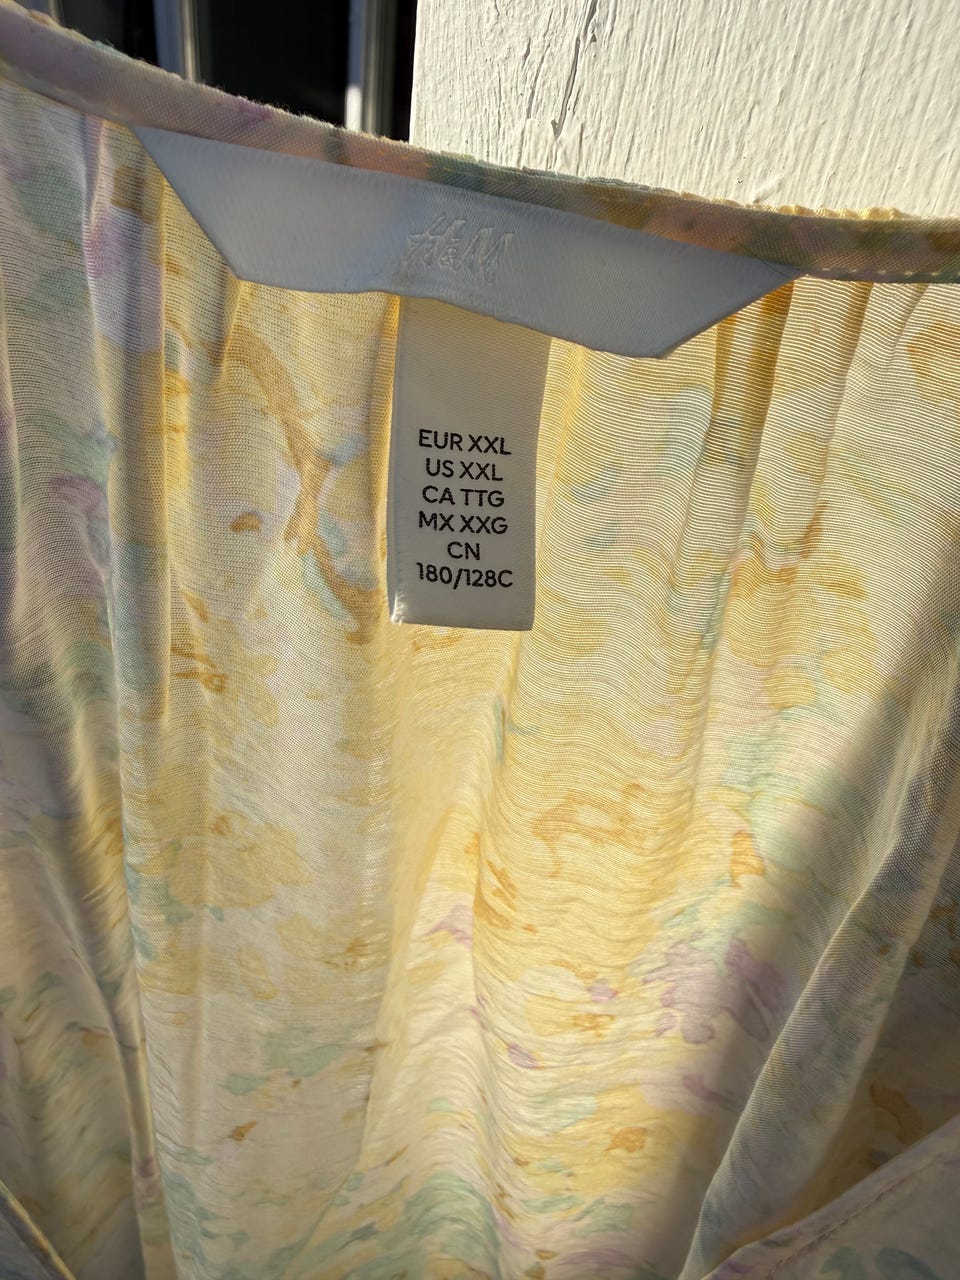 H&M
EUR XXL
US XXL
CA TTG
MX XXG
CN
180/128C